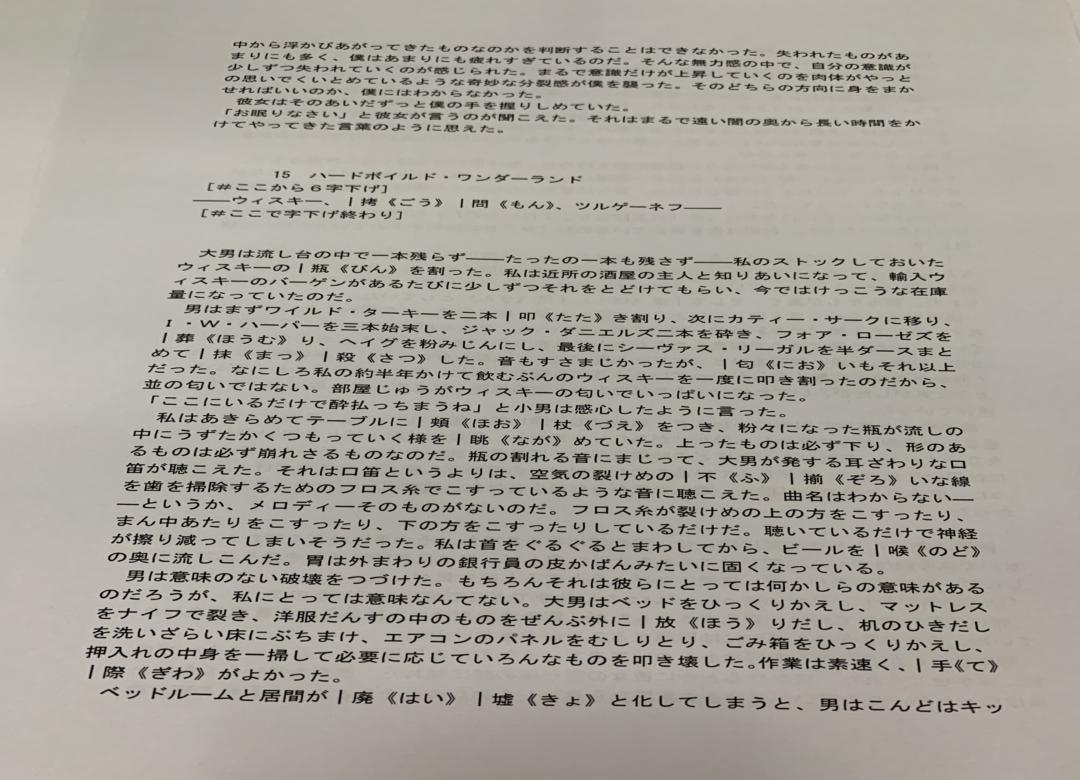 中から浮かびあがってきたものなのかを判断することはできなかった。失われたものがあ
まりにも多く、僕はあまりにも疲れすぎているのだ。そんな無力感の中で、自分の意識が
少しずつ失われていくのが感じられた。まるで意識だけが上昇していくのを肉体がやっと
の思いでくいとめているような奇妙な分裂感が僕を襲った。そのどちらの方向に身をまか
せればいいのか、僕にはわからなかった。
彼女はそのあいだずっと僕の手を握りしめていた。
「お眠りなさい」と彼女が言うのが聞こえた。それはまるで遠い闇の奥から長い時間をか
けてやってきた言葉のように思えた。
15 ハードボイルド・ワンダーランド
［＃ここから６字下げ］
――ウィスキー、｜拷《ごう》｜問《もん》、ツルゲーネフ――
［＃ここで字下げ終わり］
大男は流し台の中で一本残らず――たったの一本も残さず――私のストックしておいた
ウィスキーの｜瓶《びん》を割った。私は近所の酒屋の主人と知りあいになって、輸入ウ
ィスキーのバーゲンがあるたびに少しずつそれをとどけてもらい、今ではけっこうな在庫
量になっていたのだ。
男はまずワイルド・ターキーを二本｜叩《たた》き割り、次にカティー・サークに移り、
Ｉ・Ｗ・ハーパーを三本始末し、ジャック・ダニエルズ二本を砕き、フォア・ローゼズを
｜葬《ほうむ》り、ヘイグを粉みじんにし、最後にシーヴァス・リーガルを半ダースまと
めて｜抹《まっ》｜殺《さつ》した。音もすさまじかったが、｜匂《にお》いもそれ以上
だった。なにしろ私の約半年かけて飲むぶんのウィスキーを一度に叩き割ったのだから、
並の匂いではない。部屋じゅうがウィスキーの匂いでいっぱいになった。
「ここにいるだけで酔払っちまうね」と小男は感心したように言った。
私はあきらめてテーブルに｜頬《ほお》｜杖《づえ》をつき、粉々になった瓶が流しの
中にうずたかくつもっていく様を｜眺《なが》めていた。上ったものは必ず下り、形のあ
るものは必ず崩れさるものなのだ。瓶の割れる音にまじって、大男が発する耳ざわりな口
笛が聴こえた。それは口笛というよりは、空気の裂けめの｜不《ふ》｜揃《ぞろ》いな線
を歯を掃除するためのフロス糸でこすっているような音に聴こえた。曲名はわからない―
―というか、メロディーそのものがないのだ。フロス糸が裂けめの上の方をこすったり、
まん中あたりをこすったり、下の方をこすったりしているだけだ。聴いているだけで神経
が擦り減ってしまいそうだった。私は首をぐるぐるとまわしてから、ビールを｜喉《のど》
の奥に流しこんだ。胃は外まわりの銀行員の皮かばんみたいに固くなっている。
男は意味のない破壊をつづけた。もちろんそれは彼らにとっては何かしらの意味がある
のだろうが、私にとっては意味なんてない。大男はベッドをひっくりかえし、マットレス
をナイフで裂き、洋服だんすの中のものをぜんぶ外に｜放《ほう》りだし、机のひきだし
を洗いざらい床にぶちまけ、エアコンのパネルをむしりとり、ごみ箱をひっくりかえし、
押入れの中身を一掃して必要に応じていろんなものを叩き壊した。作業は素速く、｜手《て》
｜際《ぎわ》がよかった。
ベッドルームと居間が｜廃《はい》｜墟《きょ》と化してしまうと、男はこんどはキッ